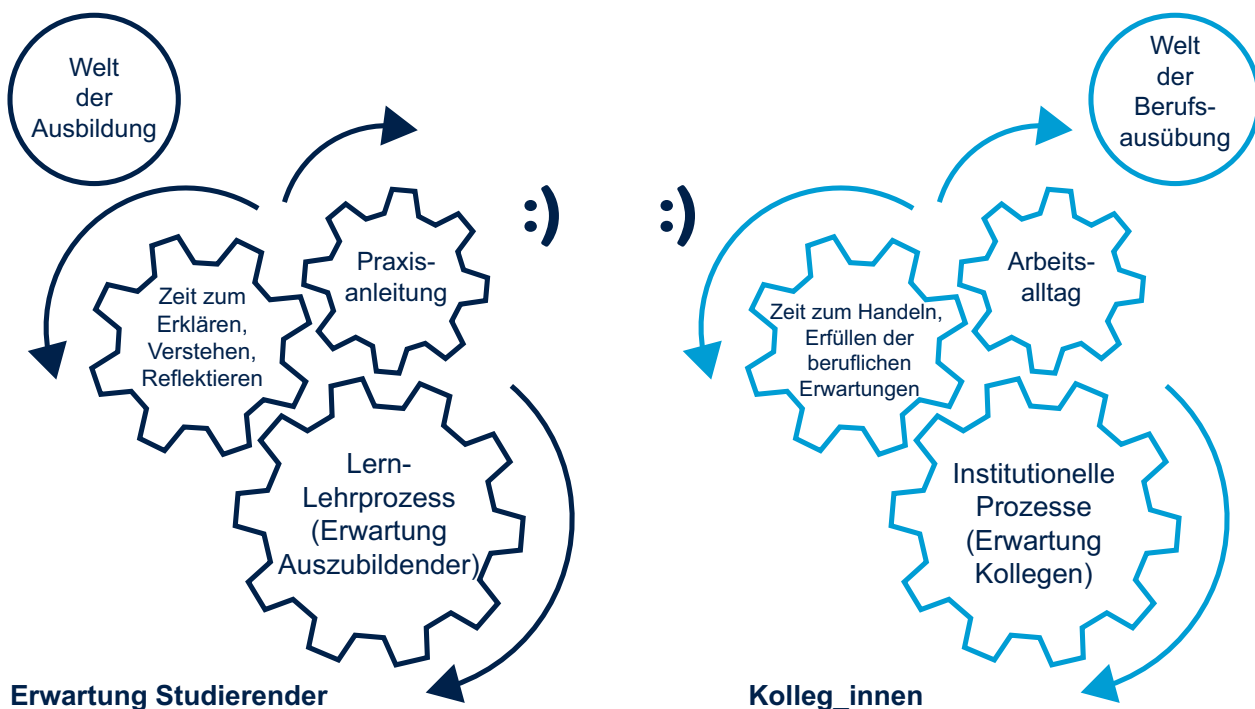 Welt
der
Ausbildung
Praxis-
anleitung
Zeit zum
Erklären,
Verstehen,
Reflektieren
Lern-
Lehrprozess
(Erwartung
Auszubildender)
Erwartung Studierender
:)
:)
Welt
der
Berufs-
ausübung
Arbeits-
alltag
Zeit zum Handeln,
Erfüllen der
beruflichen
Erwartungen
Institutionelle
Prozesse
(Erwartung
Kollegen)
Kolleg_innen